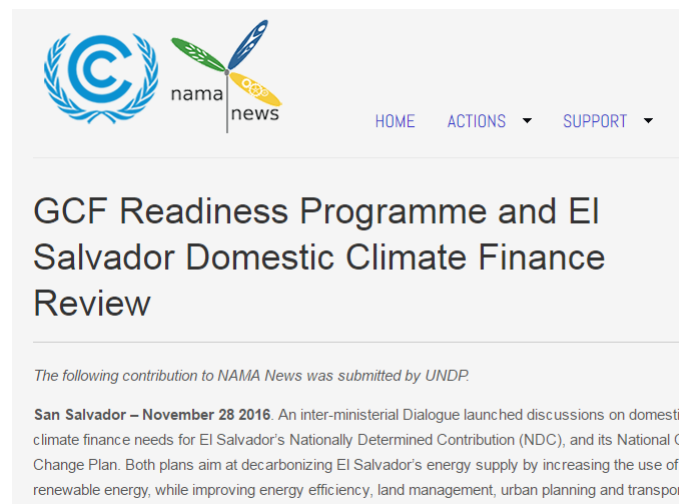 nama
news
HOME ACTIONS SUPPORT
GCF Readiness Programme and El
Salvador Domestic Climate Finance
Review
The following contribution to NAMA News was submitted by UNDP.
San Salvador – November 28 2016. An inter-ministerial Dialogue launched discussions on domesti
climate finance needs for El Salvador’s Nationally Determined Contribution (NDC), and its National
Change Plan. Both plans aim at decarbonizing El Salvador’s energy supply by increasing the use of
renewable energy, while improving energy efficiency, land management, urban planning and transpor